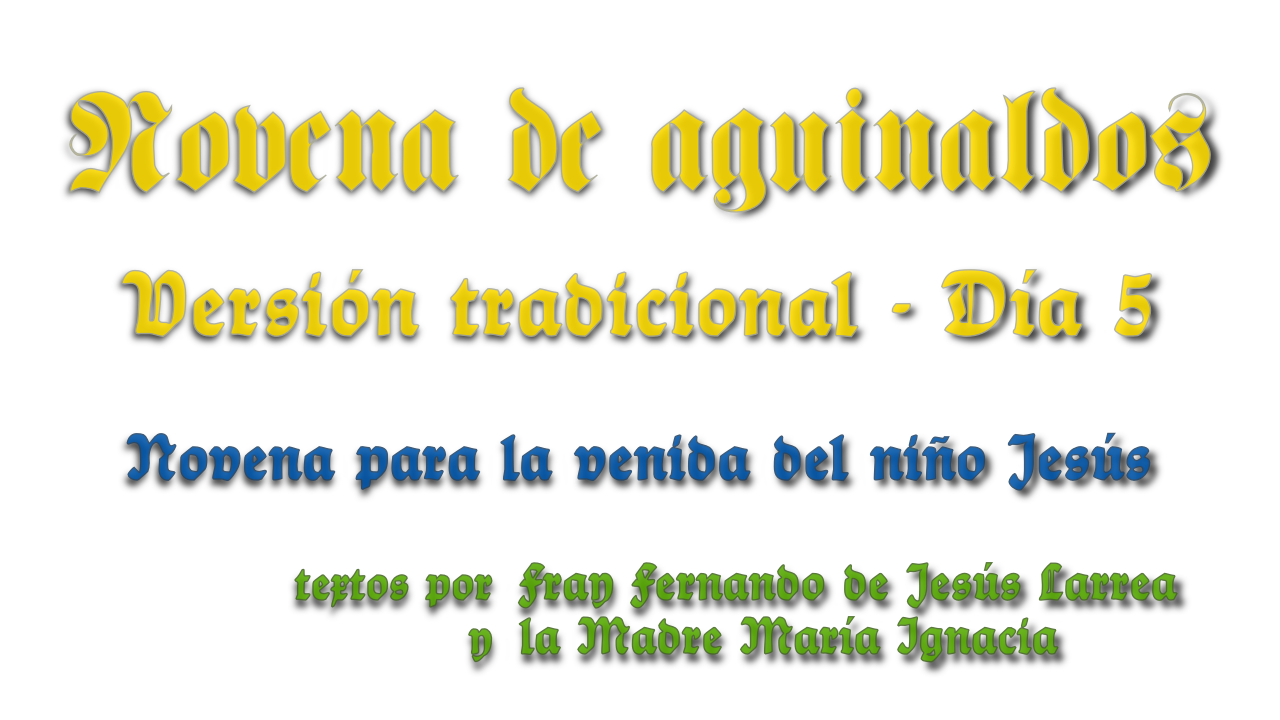 Novena de aguinaldos
Versión tradicional - Día 5
Novena para la venida del niño Jesús
textos por Fray Fernando de Jesús Larrea
y la Madre María Ignacia